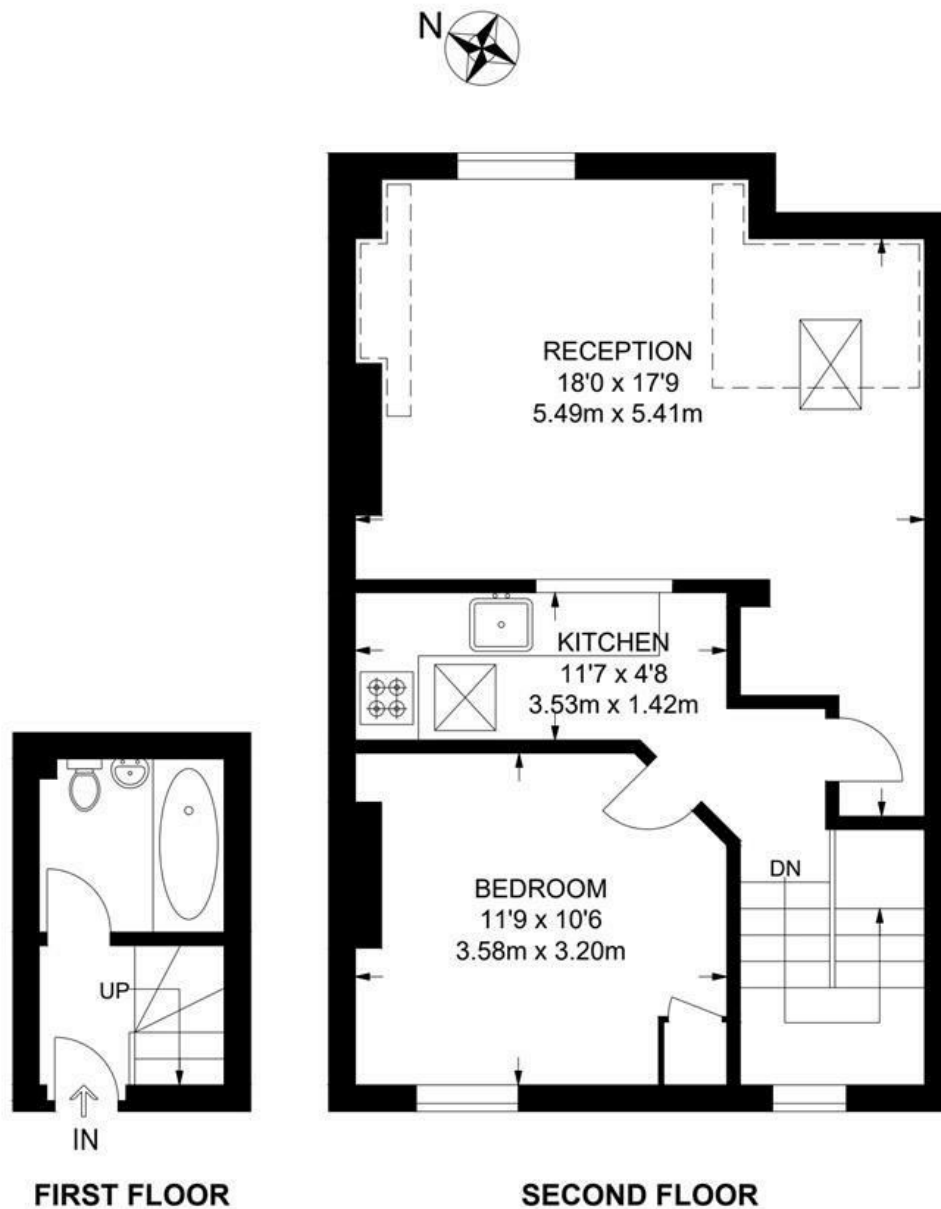 N
RECEPTION
18'0 x 17'9
5.49m x 5.41m
KITCHEN
11'7 x 4'8
3.53m x 1.42m
BEDROOM
11'9 x 10'6
3.58m x 3.20m
DN
UP
IN
FIRST FLOOR
SECOND FLOOR